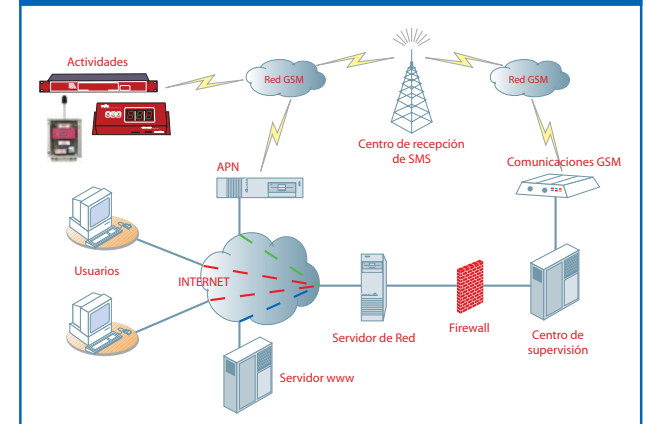 Actividades
Red GSM
Red GSM
Centro de recepción
de SMS
Comunicaciones GSM
APN
Usuarios
INTERNET
Servidor de Red
Firewall
Centro de
supervisión
Servidor www